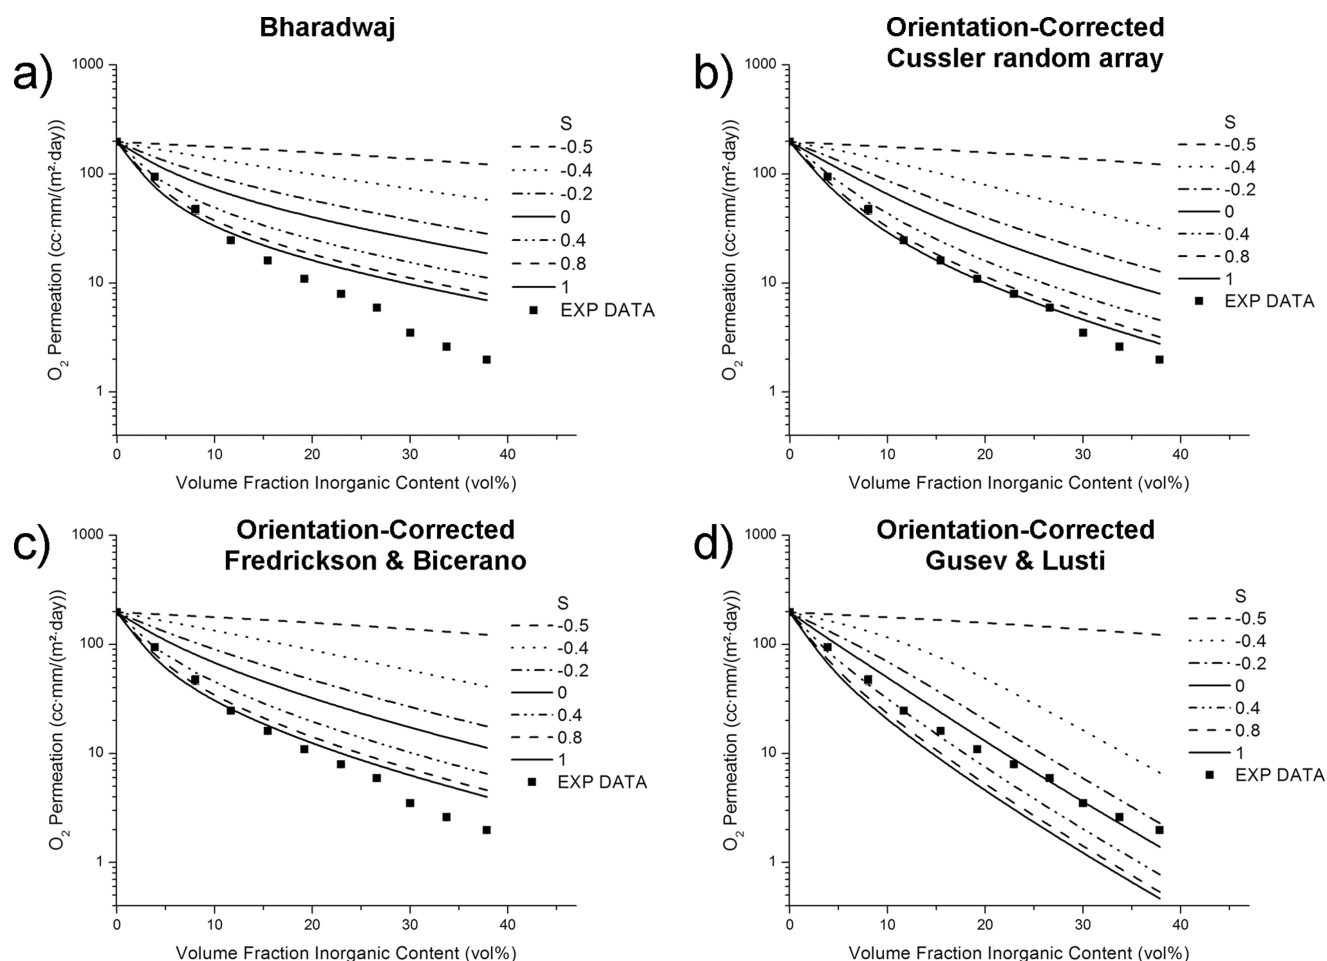 Bharadwaj
a)
1000
100
10
1
O₂ Permeation (cc·mm/(m²·day))
S
-0.5
-0.4
-0.2
0
0.4
0.8
1
EXP DATA
0 10 20 30 40
Volume Fraction Inorganic Content (vol%)
Orientation-Corrected
Cussler random array
b)
1000
100
10
1
O₂ Permeation (cc·mm/(m²·day))
S
-0.5
-0.4
-0.2
0
0.4
0.8
1
EXP DATA
0 10 20 30 40
Volume Fraction Inorganic Content (vol%)
Orientation-Corrected
Fredrickson & Bicerano
c)
1000
100
10
1
O₂ Permeation (cc·mm/(m²·day))
S
-0.5
-0.4
-0.2
0
0.4
0.8
1
EXP DATA
0 10 20 30 40
Volume Fraction Inorganic Content (vol%)
Orientation-Corrected
Gusev & Lusti
d)
1000
100
10
1
O₂ Permeation (cc·mm/(m²·day))
S
-0.5
-0.4
-0.2
0
0.4
0.8
1
EXP DATA
0 10 20 30 40
Volume Fraction Inorganic Content (vol%)